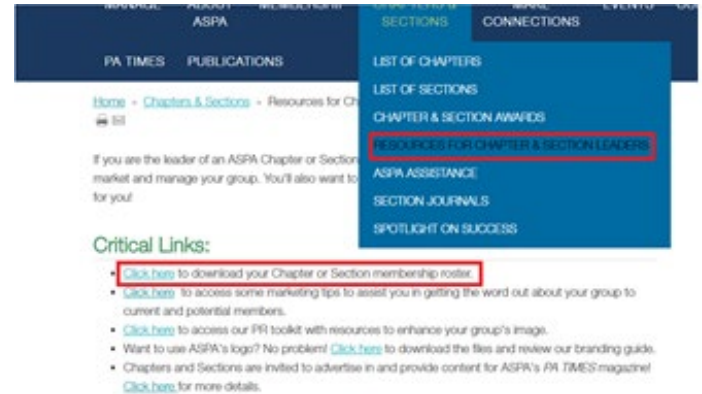 MANAGE ABOUT MEMBERSHIP CHAPTERS & MAKE EVENTS
ASPA SECTIONS CONNECTIONS
PA TIMES PUBLICATIONS
LIST OF CHAPTERS
LIST OF SECTIONS
CHAPTER & SECTION AWARDS
RESOURCES FOR CHAPTER & SECTION LEADERS
ASPA ASSISTANCE
SECTION JOURNALS
SPOTLIGHT ON SUCCESS
Home » Chapters & Sections » Resources for Ch
If you are the leader of an ASPA Chapter or Section
market and manage your group. You'll also want to
for you!
Critical Links:
• Click here to download your Chapter or Section membership roster.
• Click here to access some marketing tips to assist you in getting the word out about your group to
current and potential members.
• Click here to access our PR toolkit with resources to enhance your group's image.
• Want to use ASPA's logo? No problem! Click here to download the files and review our branding guide.
• Chapters and Sections are invited to advertise in and provide content for ASPA's PA TIMES magazine!
Click here for more details.